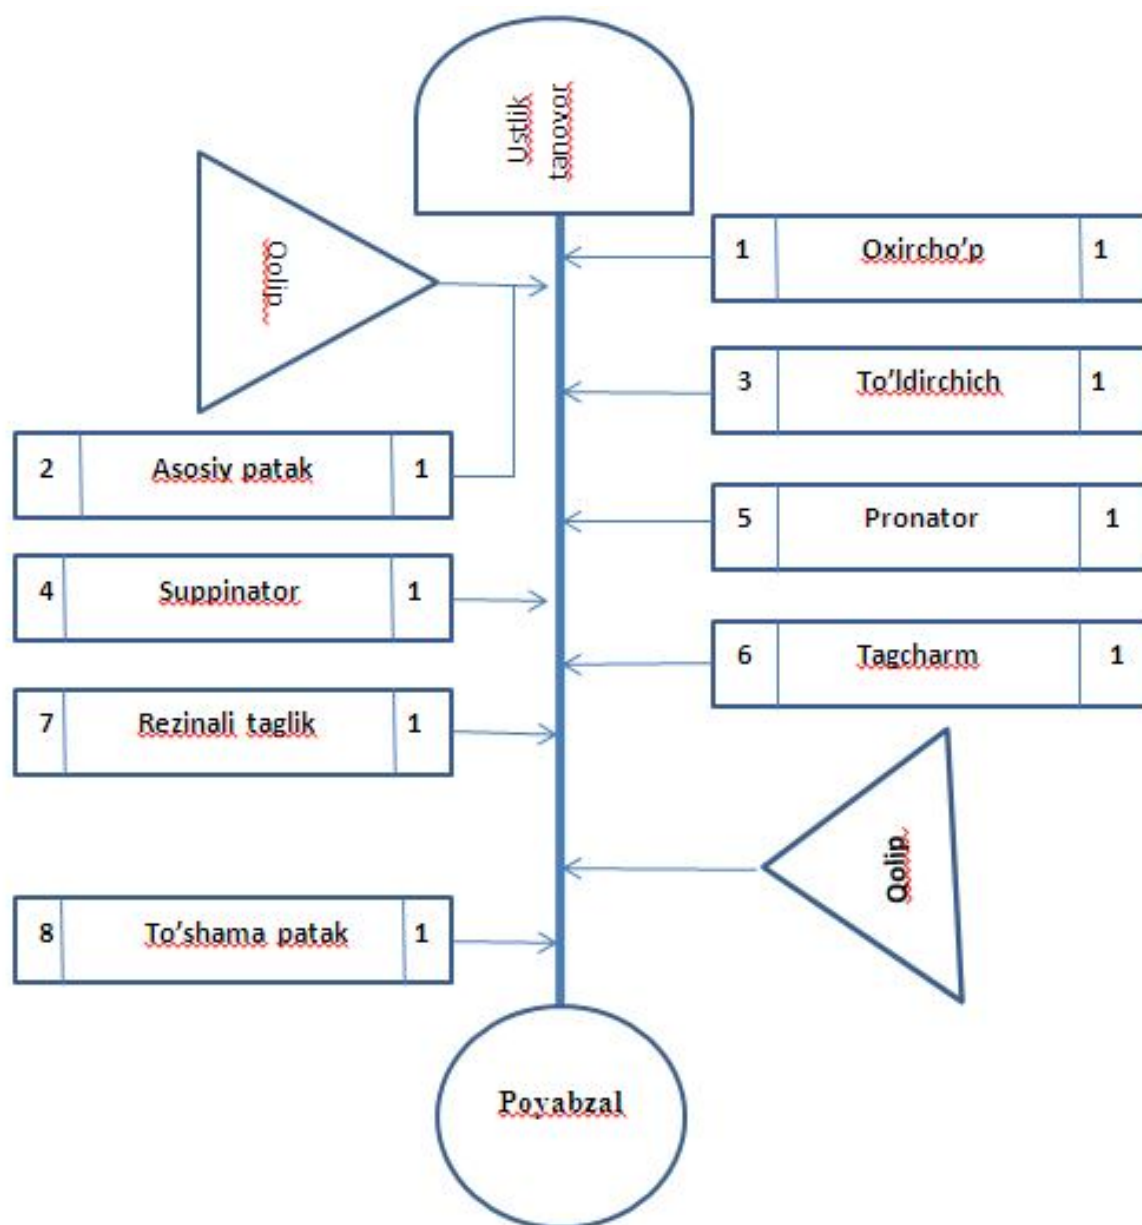 Ustlik
tanovor
Qolip
1 Oxircho'p 1
3 To'ldirchich 1
2 Asosiy patak 1
5 Pronator 1
4 Suppinator 1
6 Tagcharm 1
7 Rezinali taglik 1
Qolip
8 To'shama patak 1
Poyabzal